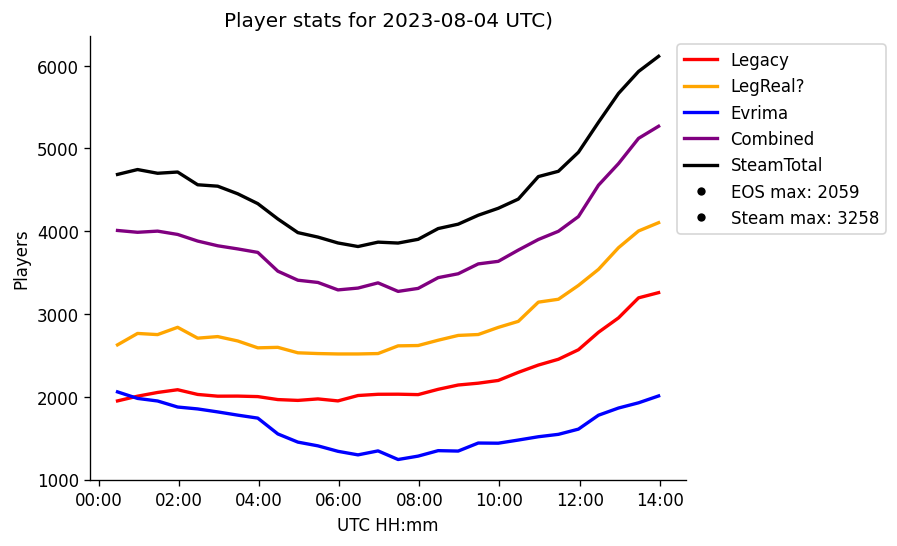 Player stats for 2023-08-04 UTC)
6000
5000
4000
3000
2000
1000
Players
00:00 02:00 04:00 06:00 08:00 10:00 12:00 14:00
UTC HH:mm
Legacy
LegReal?
Evrima
Combined
SteamTotal
EOS max: 2059
Steam max: 3258